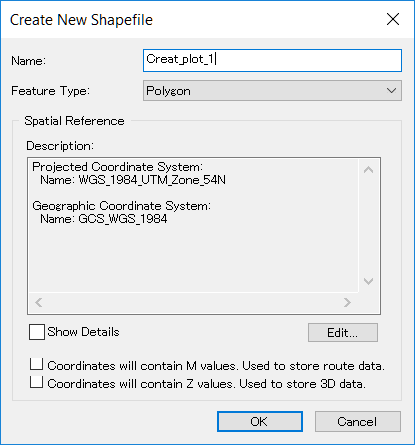 Create New Shapefile
Name: Creat_plot_1
Feature Type: Polygon
Spatial Reference
Description:
Projected Coordinate System:
Name: WGS_1984_UTM_Zone_54N
Geographic Coordinate System:
Name: GCS_WGS_1984
Show Details Edit...
Coordinates will contain M values. Used to store route data.
Coordinates will contain Z values. Used to store 3D data.
OK Cancel